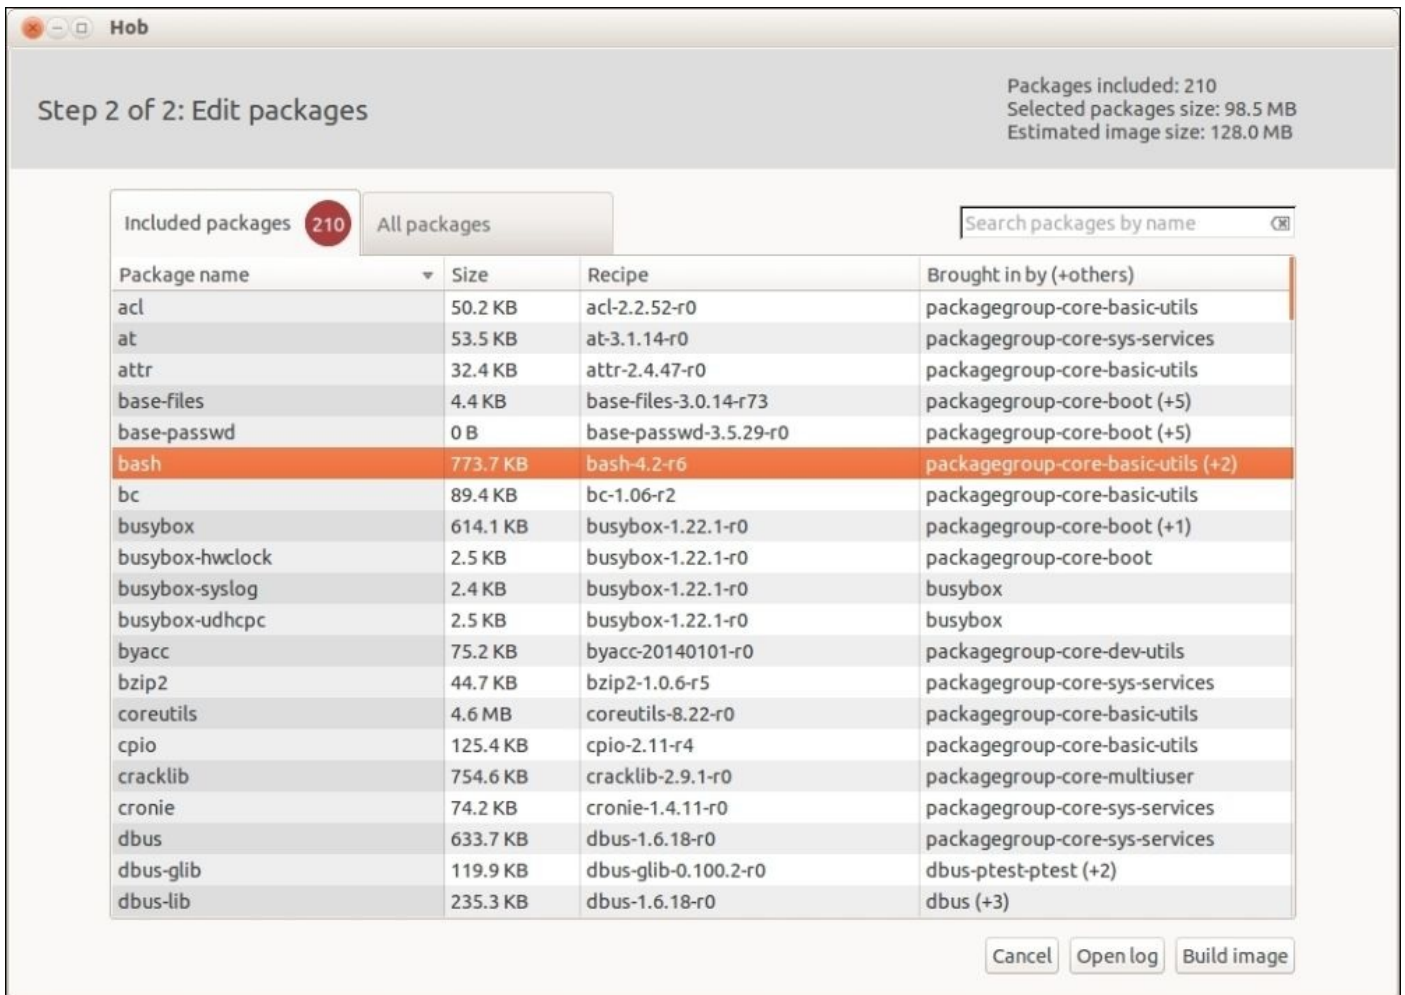 Hob
Step 2 of 2: Edit packages
Packages included: 210
Selected packages size: 98.5 MB
Estimated image size: 128.0 MB
Included packages 210 All packages Search packages by name
Package name Size Recipe Brought in by (+others)
acl 50.2 KB acl-2.2.52-r0 packagegroup-core-basic-utils
at 53.5 KB at-3.1.14-r0 packagegroup-core-sys-services
attr 32.4 KB attr-2.4.47-r0 packagegroup-core-basic-utils
base-files 4.4 KB base-files-3.0.14-r73 packagegroup-core-boot (+5)
base-passwd 0 B base-passwd-3.5.29-r0 packagegroup-core-boot (+5)
bash 773.7 KB bash-4.2-r6 packagegroup-core-basic-utils (+2)
bc 89.4 KB bc-1.06-r2 packagegroup-core-basic-utils
busybox 614.1 KB busybox-1.22.1-r0 packagegroup-core-boot (+1)
busybox-hwclock 2.5 KB busybox-1.22.1-r0 packagegroup-core-boot
busybox-syslog 2.4 KB busybox-1.22.1-r0 busybox
busybox-udhcpc 2.5 KB busybox-1.22.1-r0 busybox
byacc 75.2 KB byacc-20140101-r0 packagegroup-core-dev-utils
bzip2 44.7 KB bzip2-1.0.6-r5 packagegroup-core-sys-services
coreutils 4.6 MB coreutils-8.22-r0 packagegroup-core-basic-utils
cpio 125.4 KB cpio-2.11-r4 packagegroup-core-basic-utils
cracklib 754.6 KB cracklib-2.9.1-r0 packagegroup-core-multiuser
cronie 74.2 KB cronie-1.4.11-r0 packagegroup-core-sys-services
dbus 633.7 KB dbus-1.6.18-r0 packagegroup-core-sys-services
dbus-glib 119.9 KB dbus-glib-0.100.2-r0 dbus-ptest-ptest (+2)
dbus-lib 235.3 KB dbus-1.6.18-r0 dbus (+3)
Cancel Open log Build image